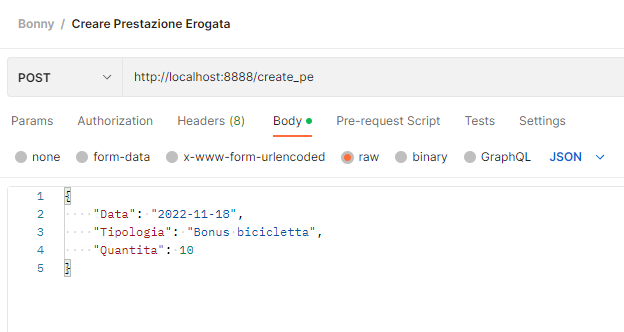 Bonny / Creare Prestazione Erogata
POST http://localhost:8888/create_pe
Params Authorization Headers (8) Body Pre-request Script Tests Settings
none form-data x-www-form-urlencoded raw binary GraphQL JSON
1 {
2 "Data": "2022-11-18",
3 "Tipologia": "Bonus bicicletta",
4 "Quantita": 10
5 }